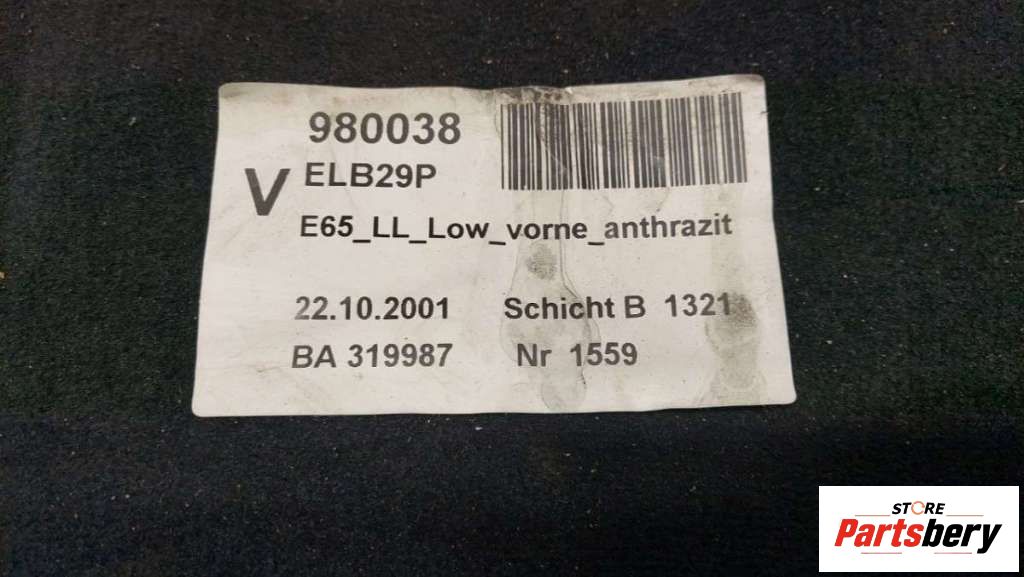 980038
V ELB29P
E65_LL_Low_vorne_anthrazit
22.10.2001 Schicht B 1321
BA 319987 Nr 1559
STORE
Partsbery